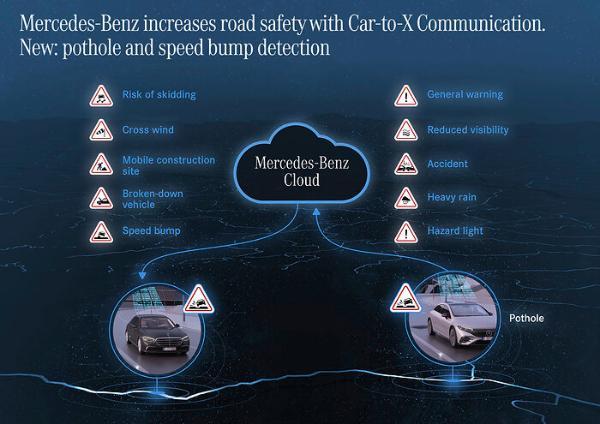 Mercedes-Benz increases road safety with Car-to-X Communication.
New: pothole and speed bump detection
Risk of skidding
Cross wind
Mobile construction
site
Broken-down
vehicle
Speed bump
Mercedes-Benz
Cloud
General warning
Reduced visibility
Accident
Heavy rain
Hazard light
Pothole